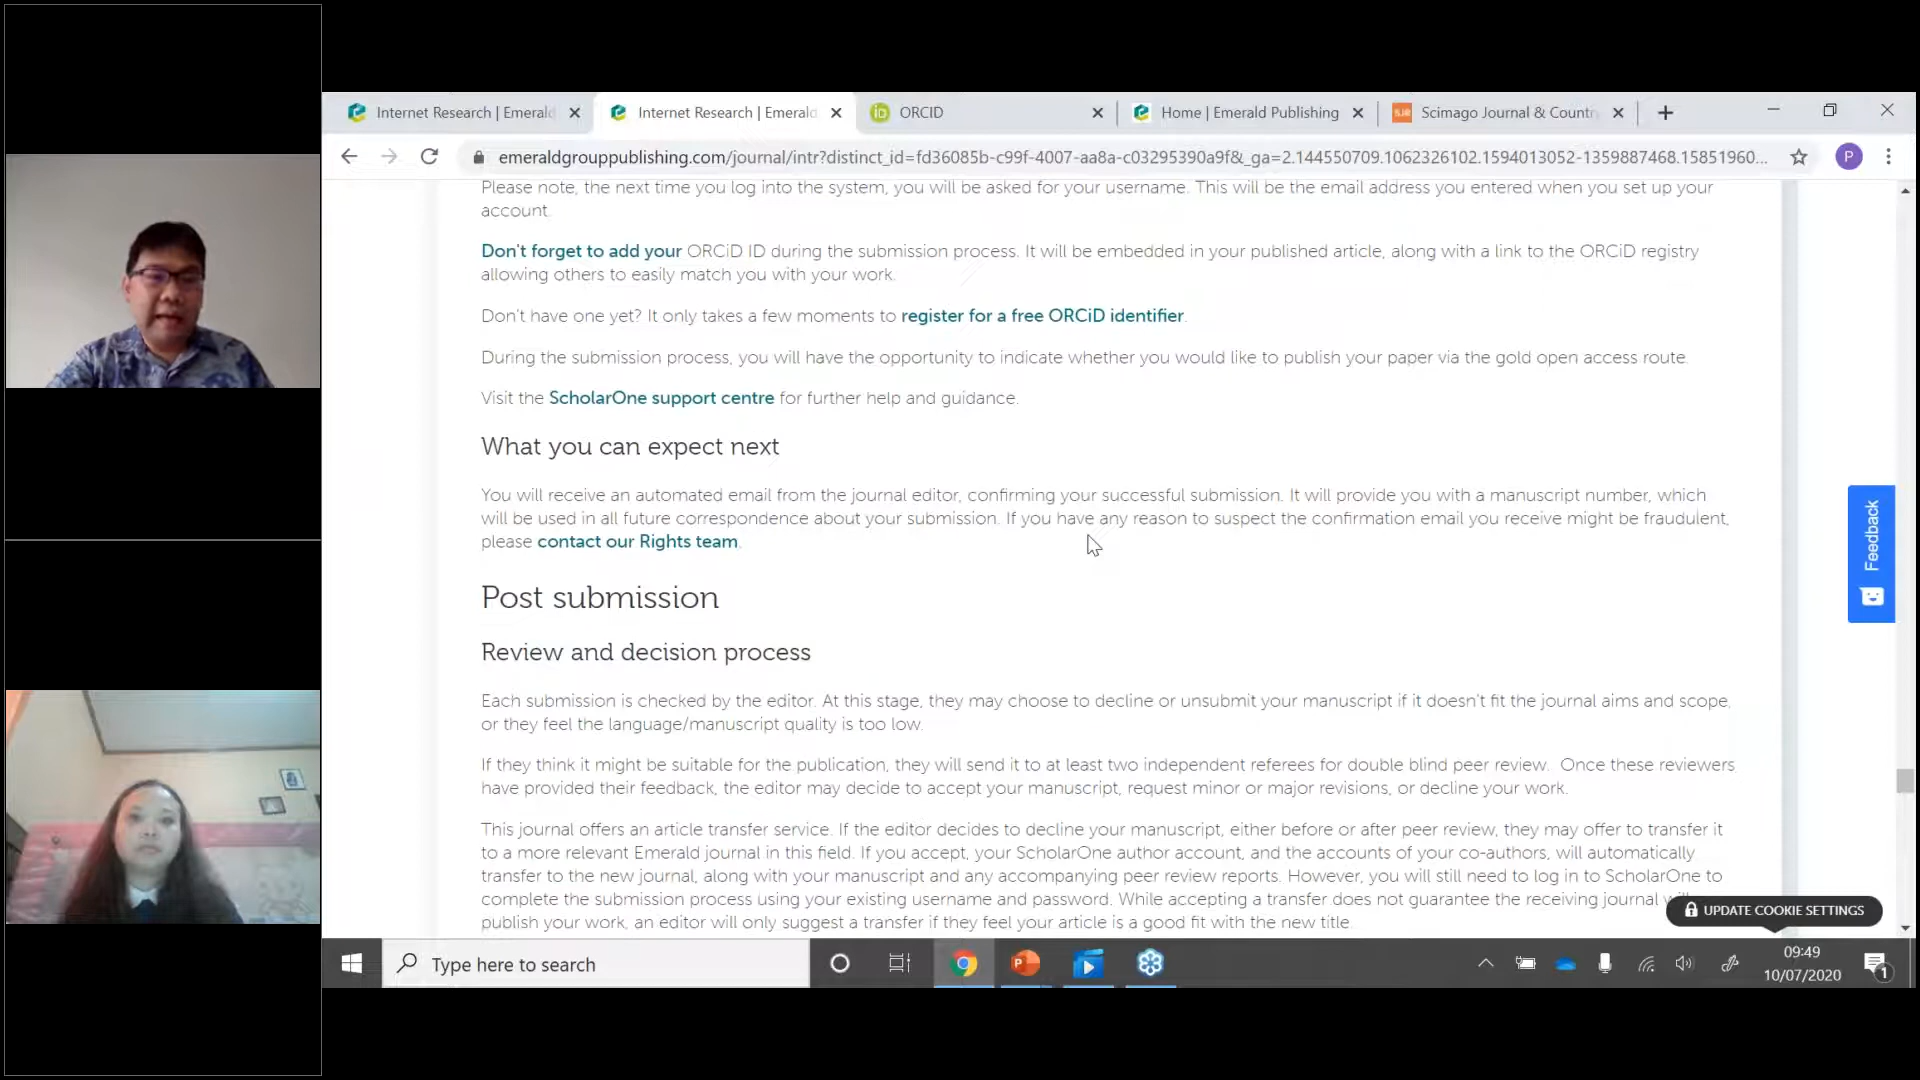 Internet Research | Emerald
Internet Research | Emerald
ORCID
Home | Emerald Publishing
Scimago Journal & Countr
emeraldgrouppublishing.com/journal/intr?distinct_id=fd36085b-c99f-4007-aa8a-c03295390a9f&_ga=2.144550709.1062326102.1594013052-1359887468.15851960...
P
Please note, the next time you log into the system, you will be asked for your username. This will be the email address you entered when you set up your
account.
Don't forget to add your ORCiD ID during the submission process. It will be embedded in your published article, along with a link to the ORCiD registry
allowing others to easily match you with your work.
Don't have one yet? It only takes a few moments to register for a free ORCiD identifier.
During the submission process, you will have the opportunity to indicate whether you would like to publish your paper via the gold open access route.
Visit the ScholarOne support centre for further help and guidance.
What you can expect next
You will receive an automated email from the journal editor, confirming your successful submission. It will provide you with a manuscript number, which
will be used in all future correspondence about your submission. If you have any reason to suspect the confirmation email you receive might be fraudulent,
please contact our Rights team.
Feedback
Post submission
Review and decision process
Each submission is checked by the editor. At this stage, they may choose to decline or unsubmit your manuscript if it doesn't fit the journal aims and scope,
or they feel the language/manuscript quality is too low.
If they think it might be suitable for the publication, they will send it to at least two independent referees for double blind peer review. Once these reviewers
have provided their feedback, the editor may decide to accept your manuscript, request minor or major revisions, or decline your work.
This journal offers an article transfer service. If the editor decides to decline your manuscript, either before or after peer review, they may offer to transfer it
to a more relevant Emerald journal in this field. If you accept, your ScholarOne author account, and the accounts of your co-authors, will automatically
transfer to the new journal, along with your manuscript and any accompanying peer review reports. However, you will still need to log in to ScholarOne to
complete the submission process using your existing username and password. While accepting a transfer does not guarantee the receiving journal
publish your work, an editor will only suggest a transfer if they feel your article is a good fit with the new title.
UPDATE COOKIE SETTINGS
Type here to search
09:49
10/07/2020
1